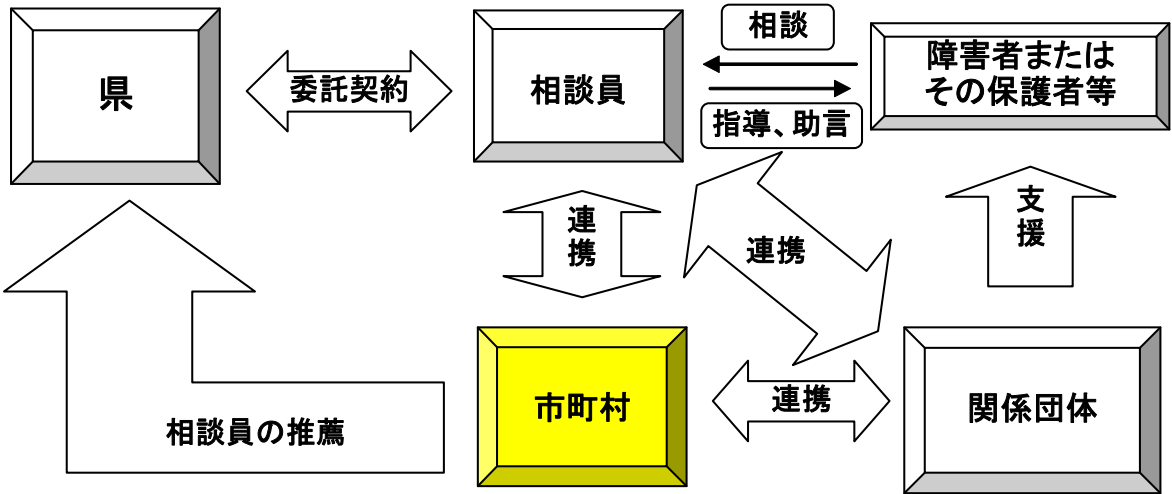 相談
県
委託契約
相談員
障害者または
その保護者等
指導、助言
連
携
連携
支
援
相談員の推薦
市町村
連携
関係団体